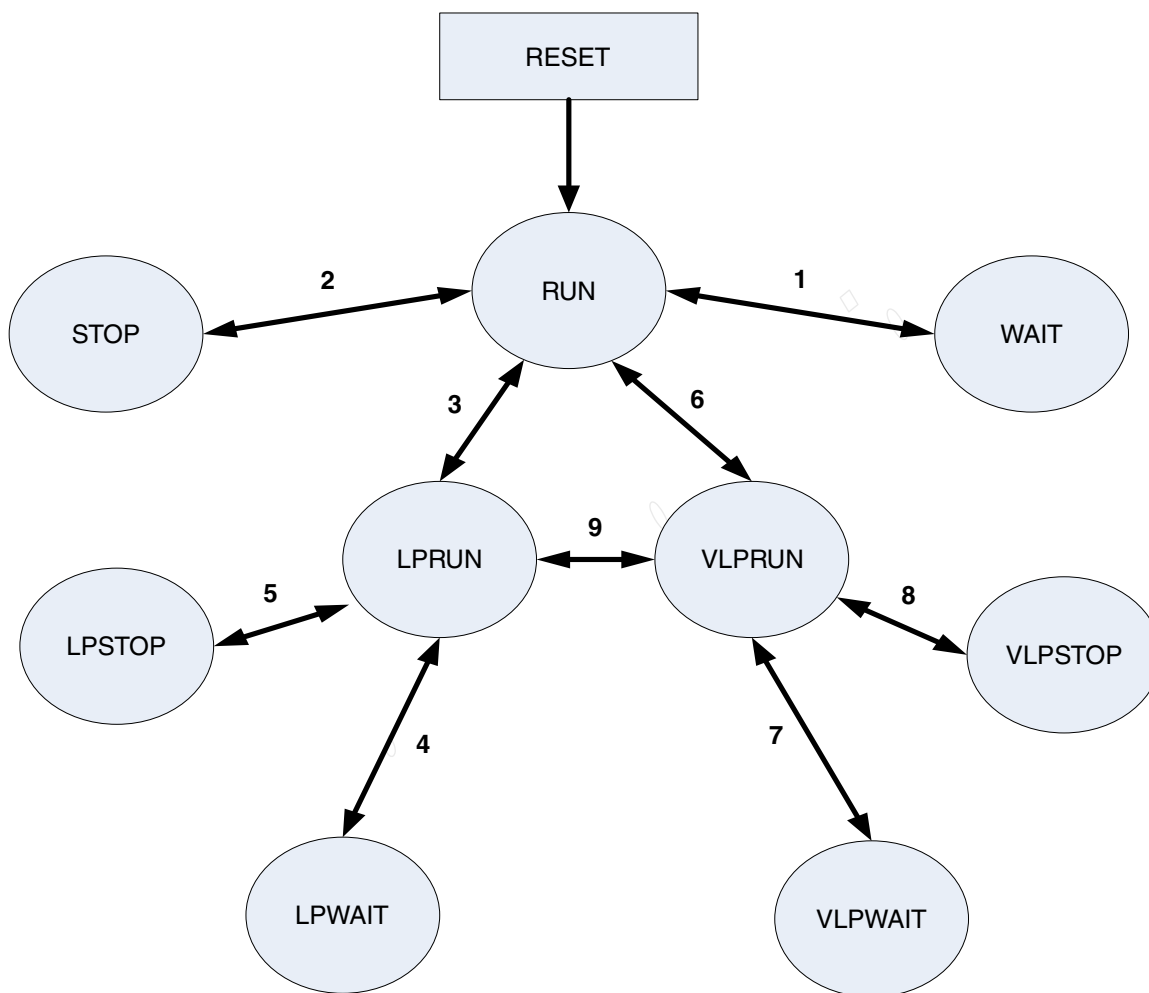 RESET
2
RUN
1
STOP
WAIT
3
6
LPRUN
9
VLPRUN
5
8
LPSTOP
VLPSTOP
4
7
LPWAIT
VLPWAIT